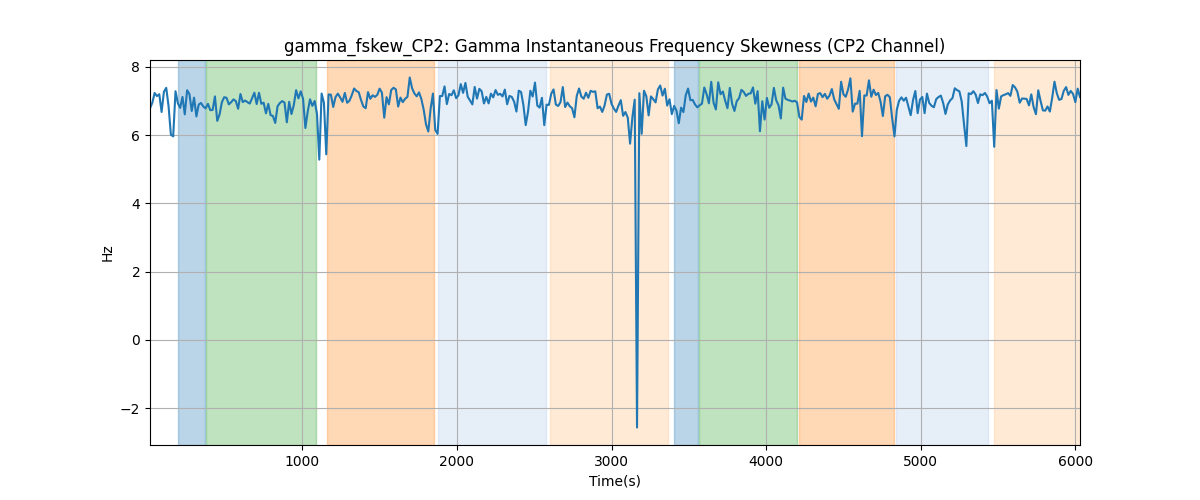 gamma_fskew_CP2: Gamma Instantaneous Frequency Skewness (CP2 Channel)
8
6
4
2
0
−2
Hz
1000 2000 3000 4000 5000 6000
Time(s)